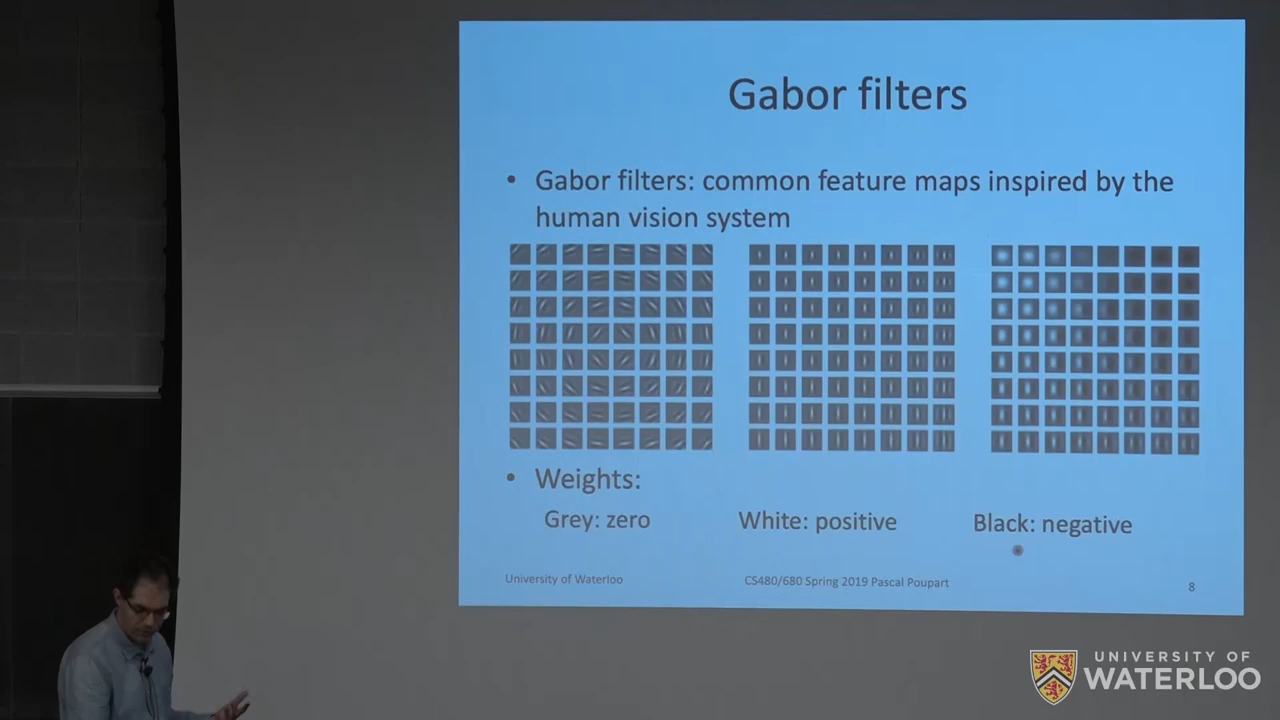 Gabor filters
• Gabor filters: common feature maps inspired by the
human vision system
• Weights:
Grey: zero
White: positive
Black: negative
University of Waterloo
CS480/680 Spring 2019 Pascal Poupart
8
UNIVERSITY OF
WATERLOO